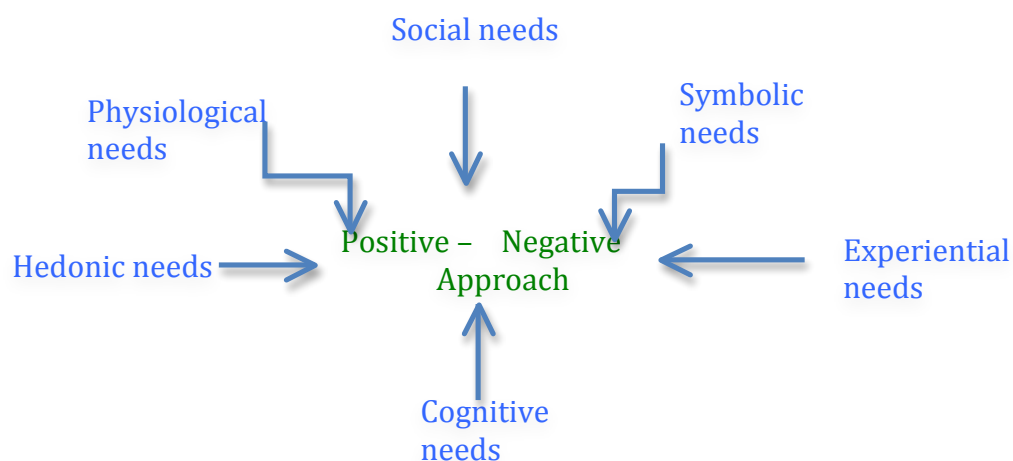 Social needs
Physiological
needs
Symbolic
needs
Positive – Negative
Approach
Hedonic needs
Experiential
needs
Cognitive
needs